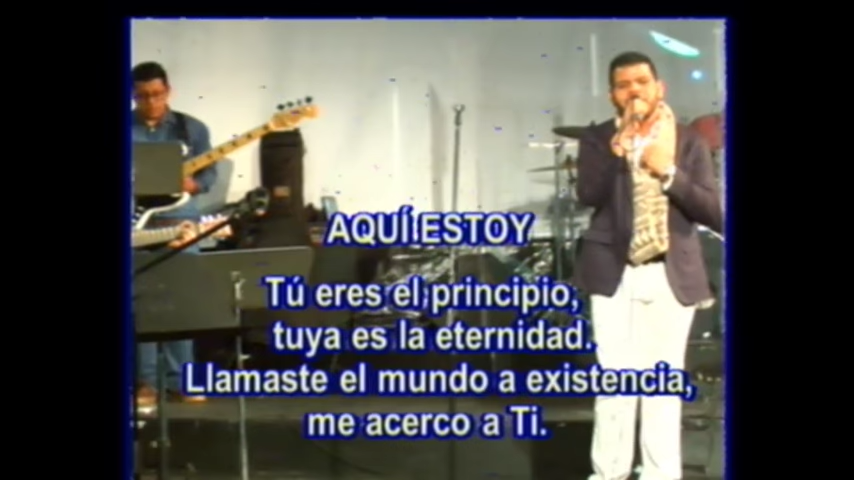 AQUÍ ESTOY
Tú eres el principio,
tuya es la eternidad.
Llamaste el mundo a existencia,
me acerco a Ti.